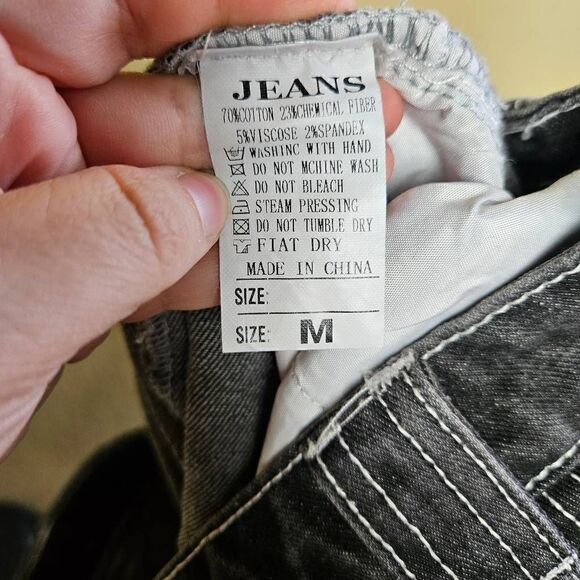 JEANS
70%COTTON 23%CHEMICAL FIBER
5%VISCOSE 2%SPANDEX
WASHINC WITH HAND
DO NOT MCHINE WASH
DO NOT BLEACH
STEAM PRESSING
DO NOT TUMBLE DRY
FIAT DRY
MADE IN CHINA
SIZE:
SIZE: M